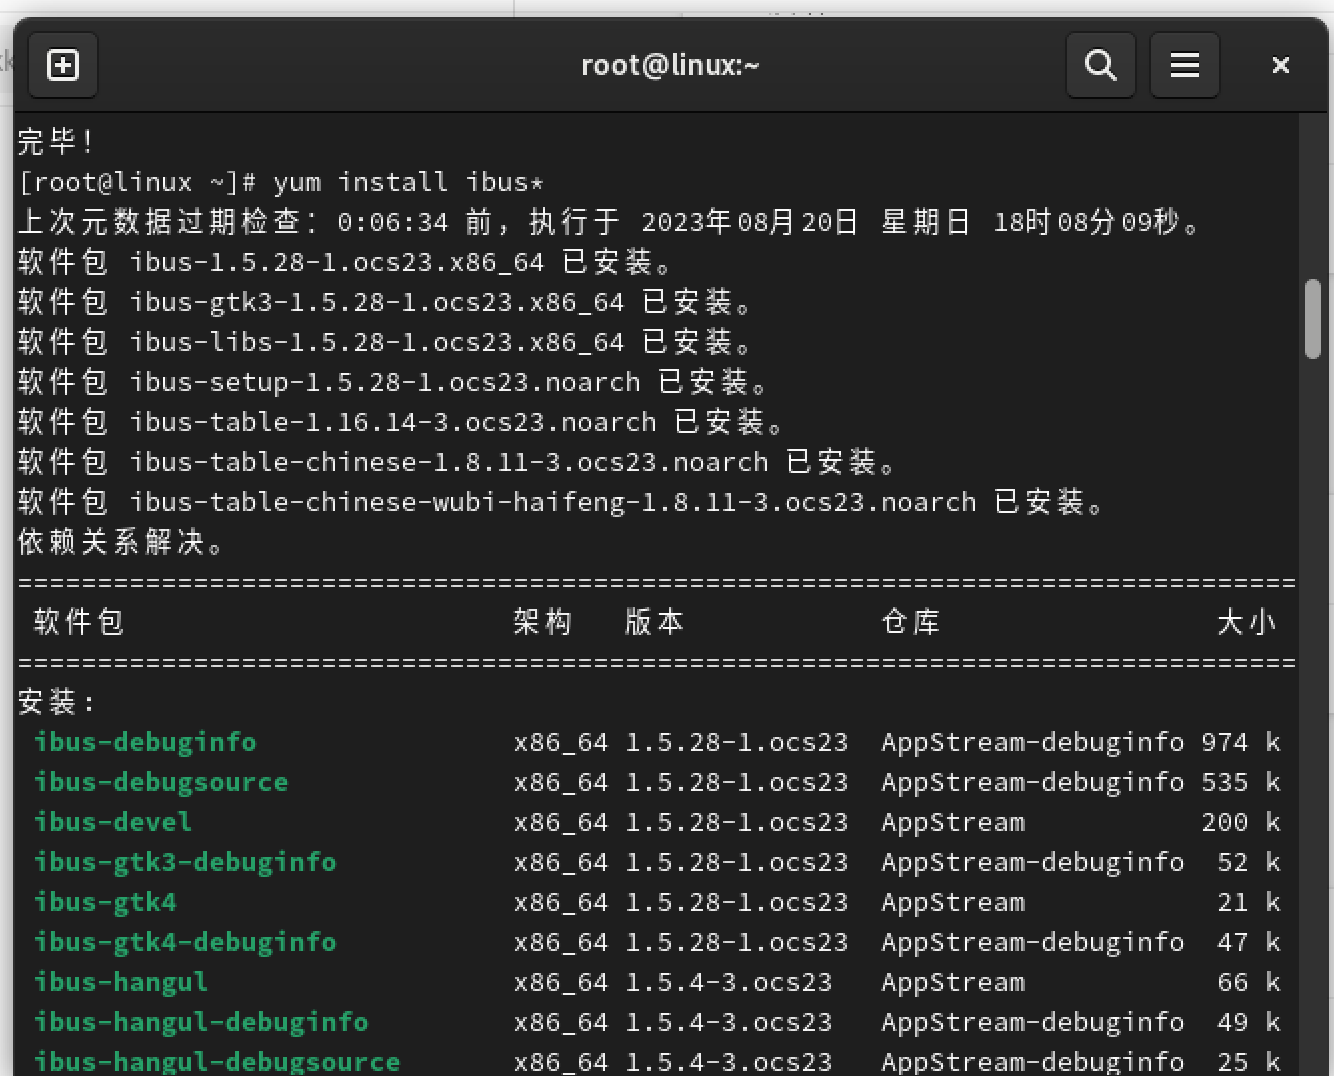 root@linux:~
完毕！
[root@linux ~]# yum install ibus*
上次元数据过期检查：0:06:34 前，执行于 2023年08月20日 星期日 18时08分09秒。
软件包 ibus-1.5.28-1.ocs23.x86_64 已安装。
软件包 ibus-gtk3-1.5.28-1.ocs23.x86_64 已安装。
软件包 ibus-libs-1.5.28-1.ocs23.x86_64 已安装。
软件包 ibus-setup-1.5.28-1.ocs23.noarch 已安装。
软件包 ibus-table-1.16.14-3.ocs23.noarch 已安装。
软件包 ibus-table-chinese-1.8.11-3.ocs23.noarch 已安装。
软件包 ibus-table-chinese-wubi-haifeng-1.8.11-3.ocs23.noarch 已安装。
依赖关系解决。
================================================================================
软件包 架构 版本 仓库 大小
================================================================================
安装:
ibus-debuginfo x86_64 1.5.28-1.ocs23 AppStream-debuginfo 974 k
ibus-debugsource x86_64 1.5.28-1.ocs23 AppStream-debuginfo 535 k
ibus-devel x86_64 1.5.28-1.ocs23 AppStream 200 k
ibus-gtk3-debuginfo x86_64 1.5.28-1.ocs23 AppStream-debuginfo 52 k
ibus-gtk4 x86_64 1.5.28-1.ocs23 AppStream 21 k
ibus-gtk4-debuginfo x86_64 1.5.28-1.ocs23 AppStream-debuginfo 47 k
ibus-hangul x86_64 1.5.4-3.ocs23 AppStream 66 k
ibus-hangul-debuginfo x86_64 1.5.4-3.ocs23 AppStream-debuginfo 49 k
ibus-hangul-debugsource x86_64 1.5.4-3.ocs23 AppStream-debuginfo 25 k